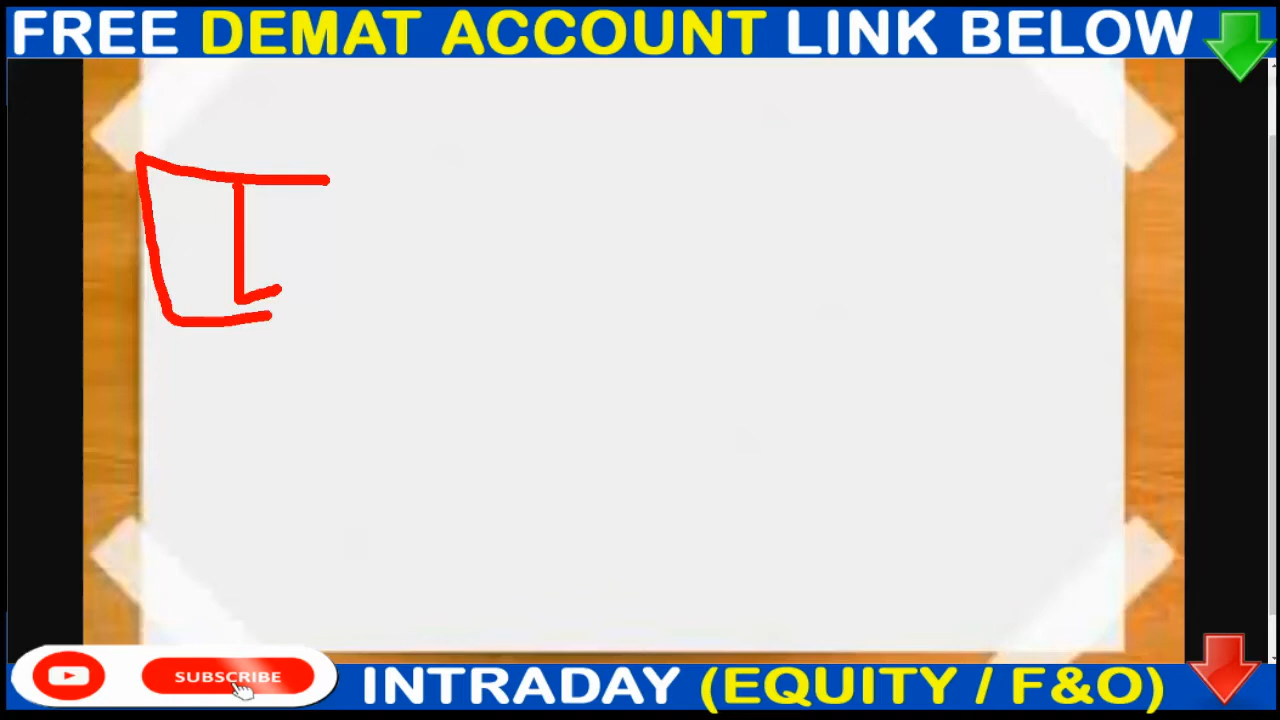 FREE DEMAT ACCOUNT LINK BELOW
SUBSCRIBE
INTRADAY (EQUITY / F&O)